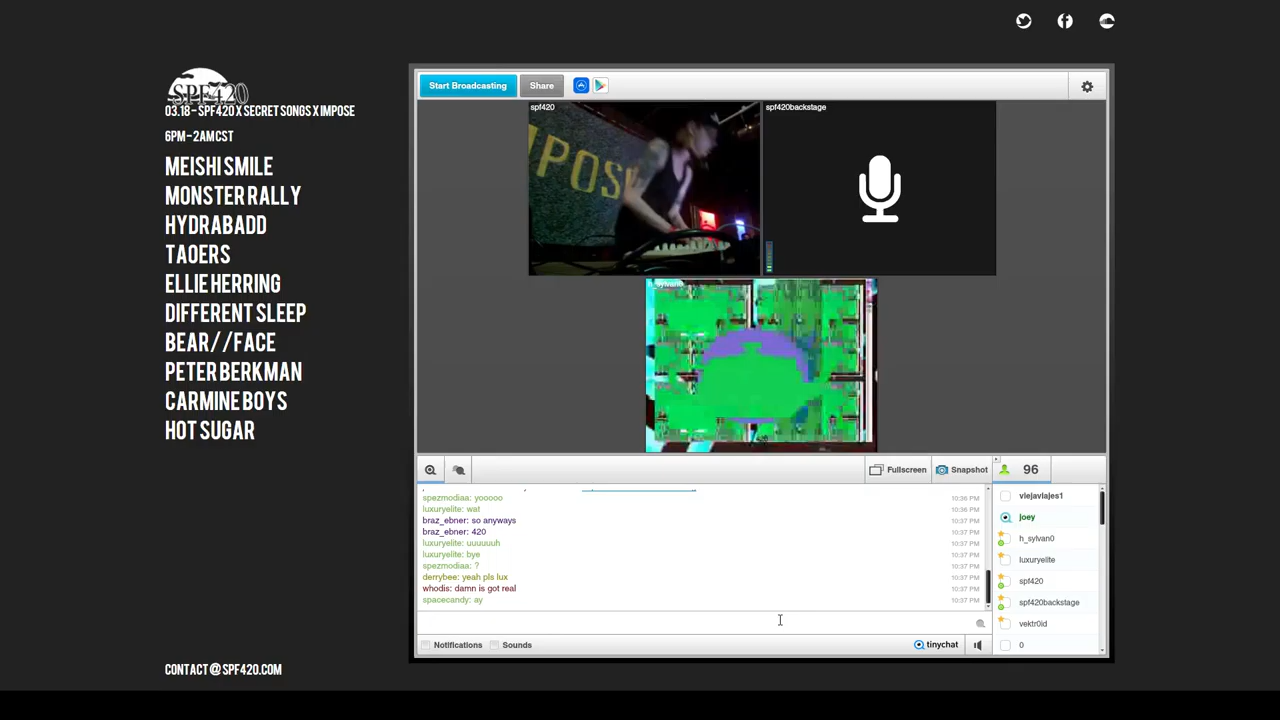 SPF420
03.18 - SPF420 X SECRET SONGS X IMPOSE
6PM - 2AM CST
MEISHI SMILE
MONSTER RALLY
HYDRABADD
TAOERS
ELLIE HERRING
DIFFERENT SLEEP
BEAR//FACE
PETER BERKMAN
CARMINE BOYS
HOT SUGAR
CONTACT@SPF420.COM
Start Broadcasting
Share
spf420
spf420backstage
MPOS
Fullscreen
Snapshot
96
spezmodiaa: yooooo 10:36 PM
luxuryelite: wat 10:36 PM
braz_ebner: so anyways 10:37 PM
braz_ebner: 420 10:37 PM
luxuryelite: uuuuuuh 10:37 PM
luxuryelite: bye 10:37 PM
spezmodiaa: ? 10:37 PM
derrybee: yeah pls lux 10:37 PM
whodis: damn is got real 10:37 PM
spacecandy: ay 10:37 PM
Notifications
Sounds
tinychat
viejaviajes1
joey
h_sylvan0
luxuryelite
spf420
spf420backstage
vektr0id
0